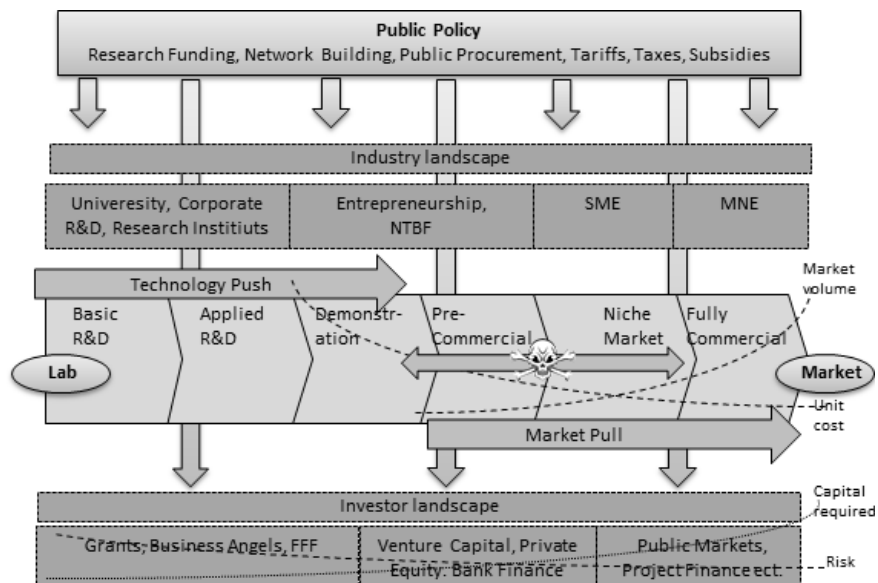 Public Policy
Research Funding, Network Building, Public Procurement, Tariffs, Taxes, Subsidies
Industry landscape
Univeresity, Corporate
R&D, Research Institiuts
Entrepreneurship,
NTBF
SME
MNE
Technology Push
Market
volume
Basic
R&D
Applied
R&D
Demonstr-
ation
Pre-
Commercial
Niche
Market
Fully
Commercial
Lab
Market
Unit
cost
Market Pull
Investor landscape
Capital
required
Grants, Business Angels, FFF
Venture Capital, Private
Equity: Bank Finance
Public Markets,
Project Finance ect.
Risk